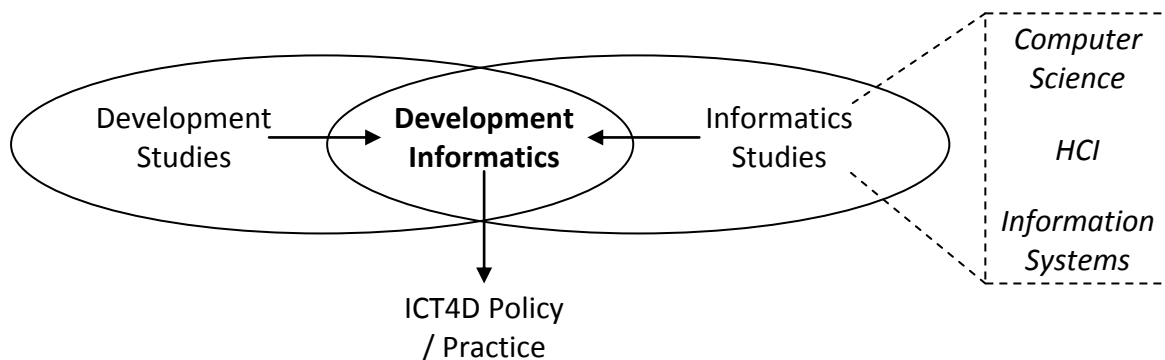 Development
Studies
Development
Informatics
Informatics
Studies
Computer
Science
HCI
Information
Systems
ICT4D Policy
/ Practice